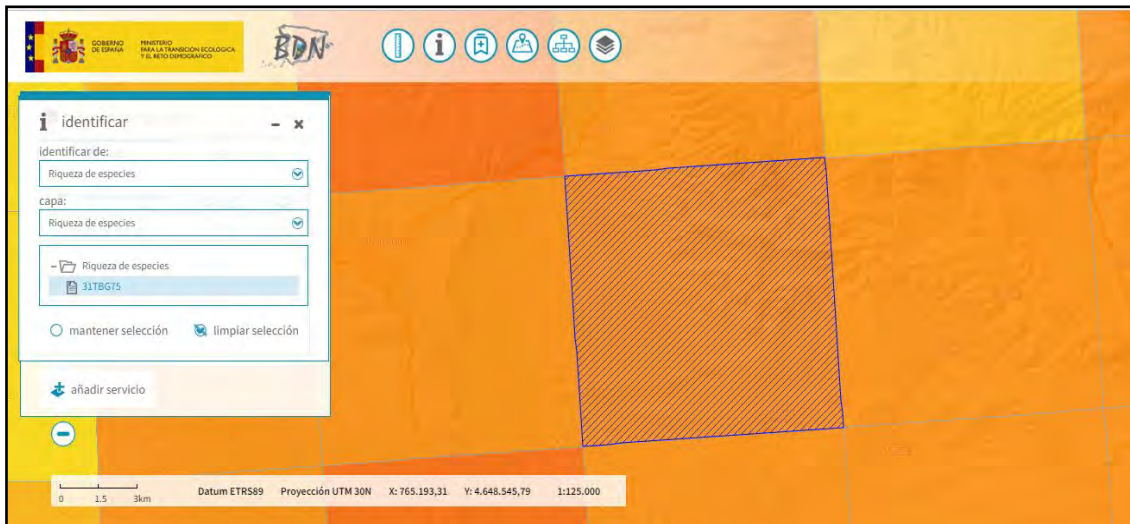 GOBIERNO
DE ESPAÑA
MINISTERIO
PARA LA TRANSICIÓN ECOLÓGICA
Y EL RETO DEMOGRÁFICO
BDN
i identificar
identificar de:
Riqueza de especies
capa:
Riqueza de especies
Riqueza de especies
31TBG75
mantener selección limpiar selección
añadir servicio
0 1.5 3km
Datum ETRS89 Proyección UTM 30N X: 765.193,31 Y: 4.648.545,79 1:125.000